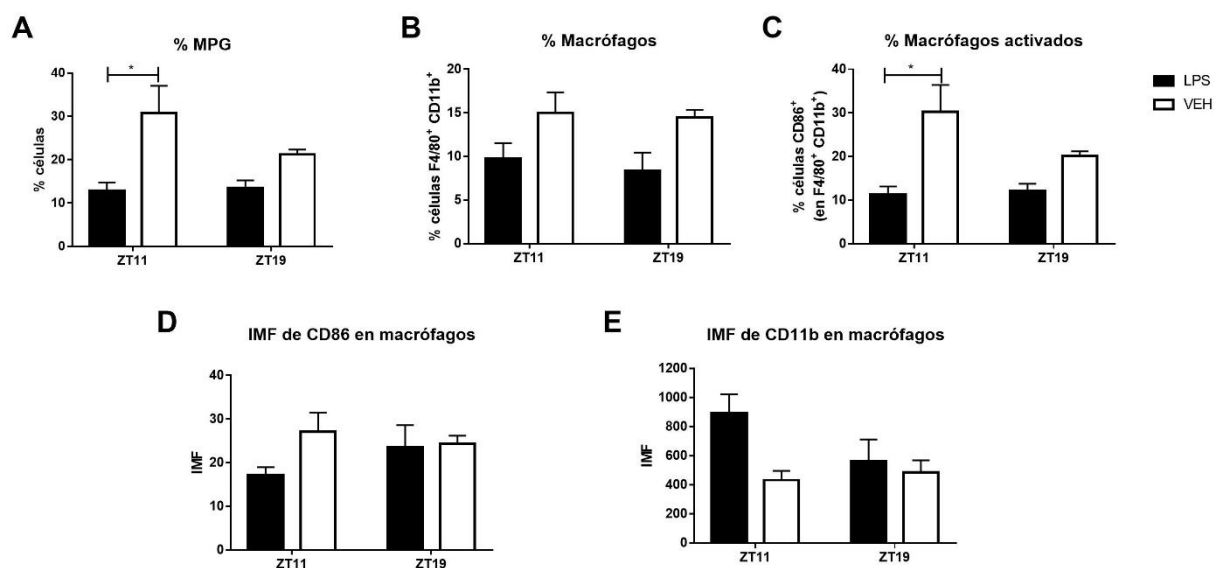 A
% MPG
% células
40
30
20
10
0
*
ZT11
ZT19
B
% Macrófagos
% células F4/80⁺ CD11b⁺
20
15
10
5
0
ZT11
ZT19
C
% Macrófagos activados
% células CD86⁺
(en F4/80⁺ CD11b⁺)
40
30
20
10
0
*
ZT11
ZT19
LPS
VEH
D
IMF de CD86 en macrófagos
IMF
40
30
20
10
0
ZT11
ZT19
E
IMF de CD11b en macrófagos
IMF
1200
1000
800
600
400
200
0
ZT11
ZT19